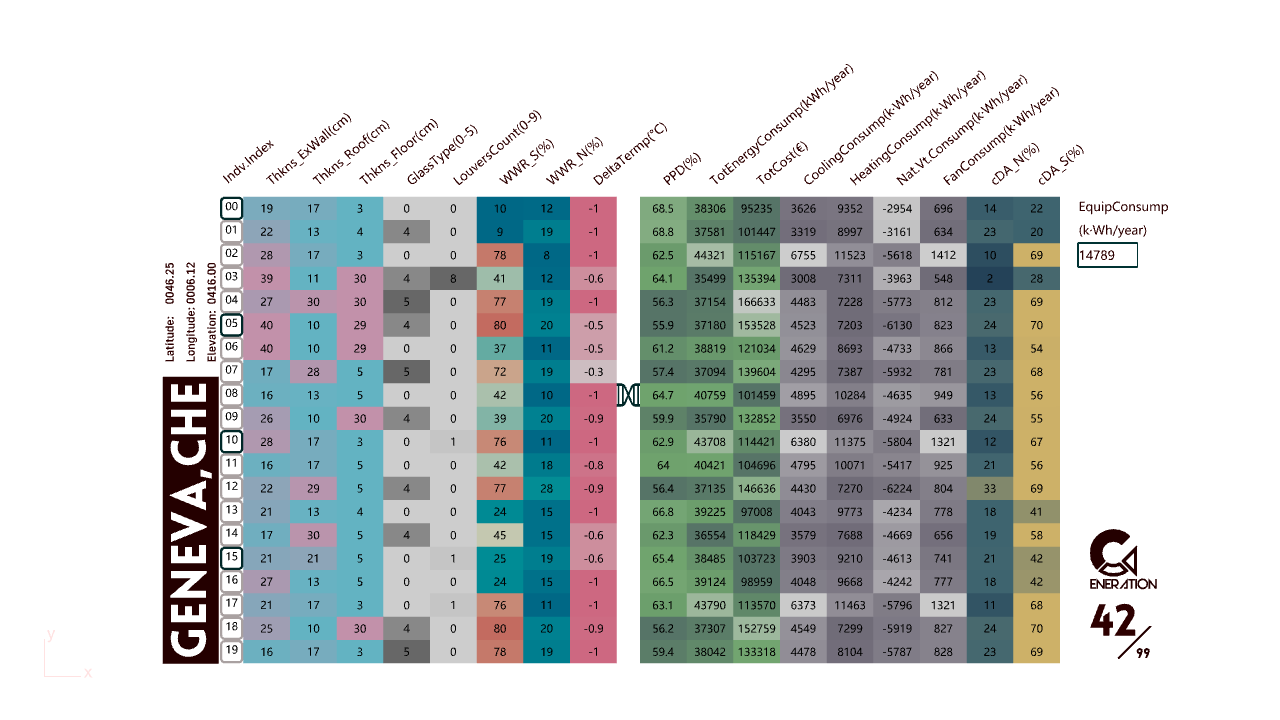 Indv.Index Thkns_ExWall(cm) Thkns_Roof(cm) Thkns_Floor(cm) GlassType(0-5) LouversCount(0-9) WWR_S(%) WWR_N(%) DeltaTermp(°C) PPD(%) TotEnergyConsump(kWh/year) TotCost(€) CoolingConsump(k·Wh/year) HeatingConsump(k·Wh/year) Nat.Vt.Consump(k·Wh/year) FanConsump(k·Wh/year) cDA_N(%) cDA_S(%)
00 19 17 3 0 0 10 12 -1 68.5 38306 95235 3626 9352 -2954 696 14 22
01 22 13 4 4 0 9 19 -1 68.8 37581 101447 3319 8997 -3161 634 23 20
02 28 17 3 0 0 78 8 -1 62.5 44321 115167 6755 11523 -5618 1412 10 69
03 39 11 30 4 8 41 12 -0.6 64.1 35499 135394 3008 7311 -3963 548 2 28
04 27 30 30 5 0 77 19 -1 56.3 37154 166633 4483 7228 -5773 812 23 69
05 40 10 29 4 0 80 20 -0.5 55.9 37180 153528 4523 7203 -6130 823 24 70
06 40 10 29 0 0 37 11 -0.5 61.2 38819 121034 4629 8693 -4733 866 13 54
07 17 28 5 5 0 72 19 -0.3 57.4 37094 139604 4295 7387 -5932 781 23 68
08 16 13 5 0 0 42 10 -1 64.7 40759 101459 4895 10284 -4635 949 13 56
09 26 10 30 4 0 39 20 -0.9 59.9 35790 132852 3550 6976 -4924 633 24 55
10 28 17 3 0 1 76 11 -1 62.9 43708 114421 6380 11375 -5804 1321 12 67
11 16 17 5 0 0 42 18 -0.8 64 40421 104696 4795 10071 -5417 925 21 56
12 22 29 5 4 0 77 28 -0.9 56.4 37135 146636 4430 7270 -6224 804 33 69
13 21 13 4 0 0 24 15 -1 66.8 39225 97008 4043 9773 -4234 778 18 41
14 17 30 5 4 0 45 15 -0.6 62.3 36554 118429 3579 7688 -4669 656 19 58
15 21 21 5 0 1 25 19 -0.6 65.4 38485 103723 3903 9210 -4613 741 21 42
16 27 13 5 0 0 24 15 -1 66.5 39124 98959 4048 9668 -4242 777 18 42
17 21 17 3 0 1 76 11 -1 63.1 43790 113570 6373 11463 -5796 1321 11 68
18 25 10 30 4 0 80 20 -0.9 56.2 37307 152759 4549 7299 -5919 827 24 70
19 16 17 3 5 0 78 19 -1 59.4 38042 133318 4478 8104 -5787 828 23 69
Latitude: 0046.25
Longitude: 0006.12
Elevation: 0416.00
GENEVA,CHE
EquipConsump
(k·Wh/year)
14789
ENERATION
42/99
y
x